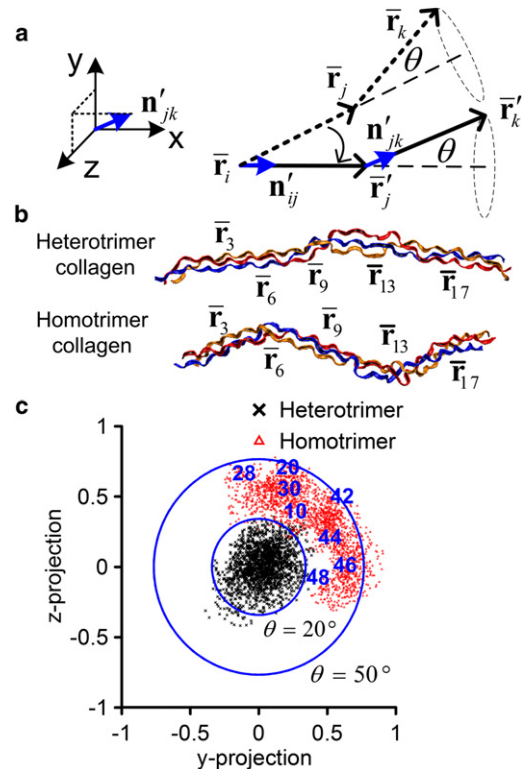 a
y
x
z
n′jk
r̄i
r̄j
r̄k
θ
n′ij
n′jk
r̄′j
r̄′k
θ
b
Heterotrimer collagen
r̄3
r̄6
r̄9
r̄13
r̄17
Homotrimer collagen
r̄3
r̄6
r̄9
r̄13
r̄17
c
× Heterotrimer
△ Homotrimer
z-projection
1
0.5
0
-0.5
-1
28
20
30
10
42
44
46
48
θ = 20°
θ = 50°
-1 -0.5 0 0.5 1
y-projection